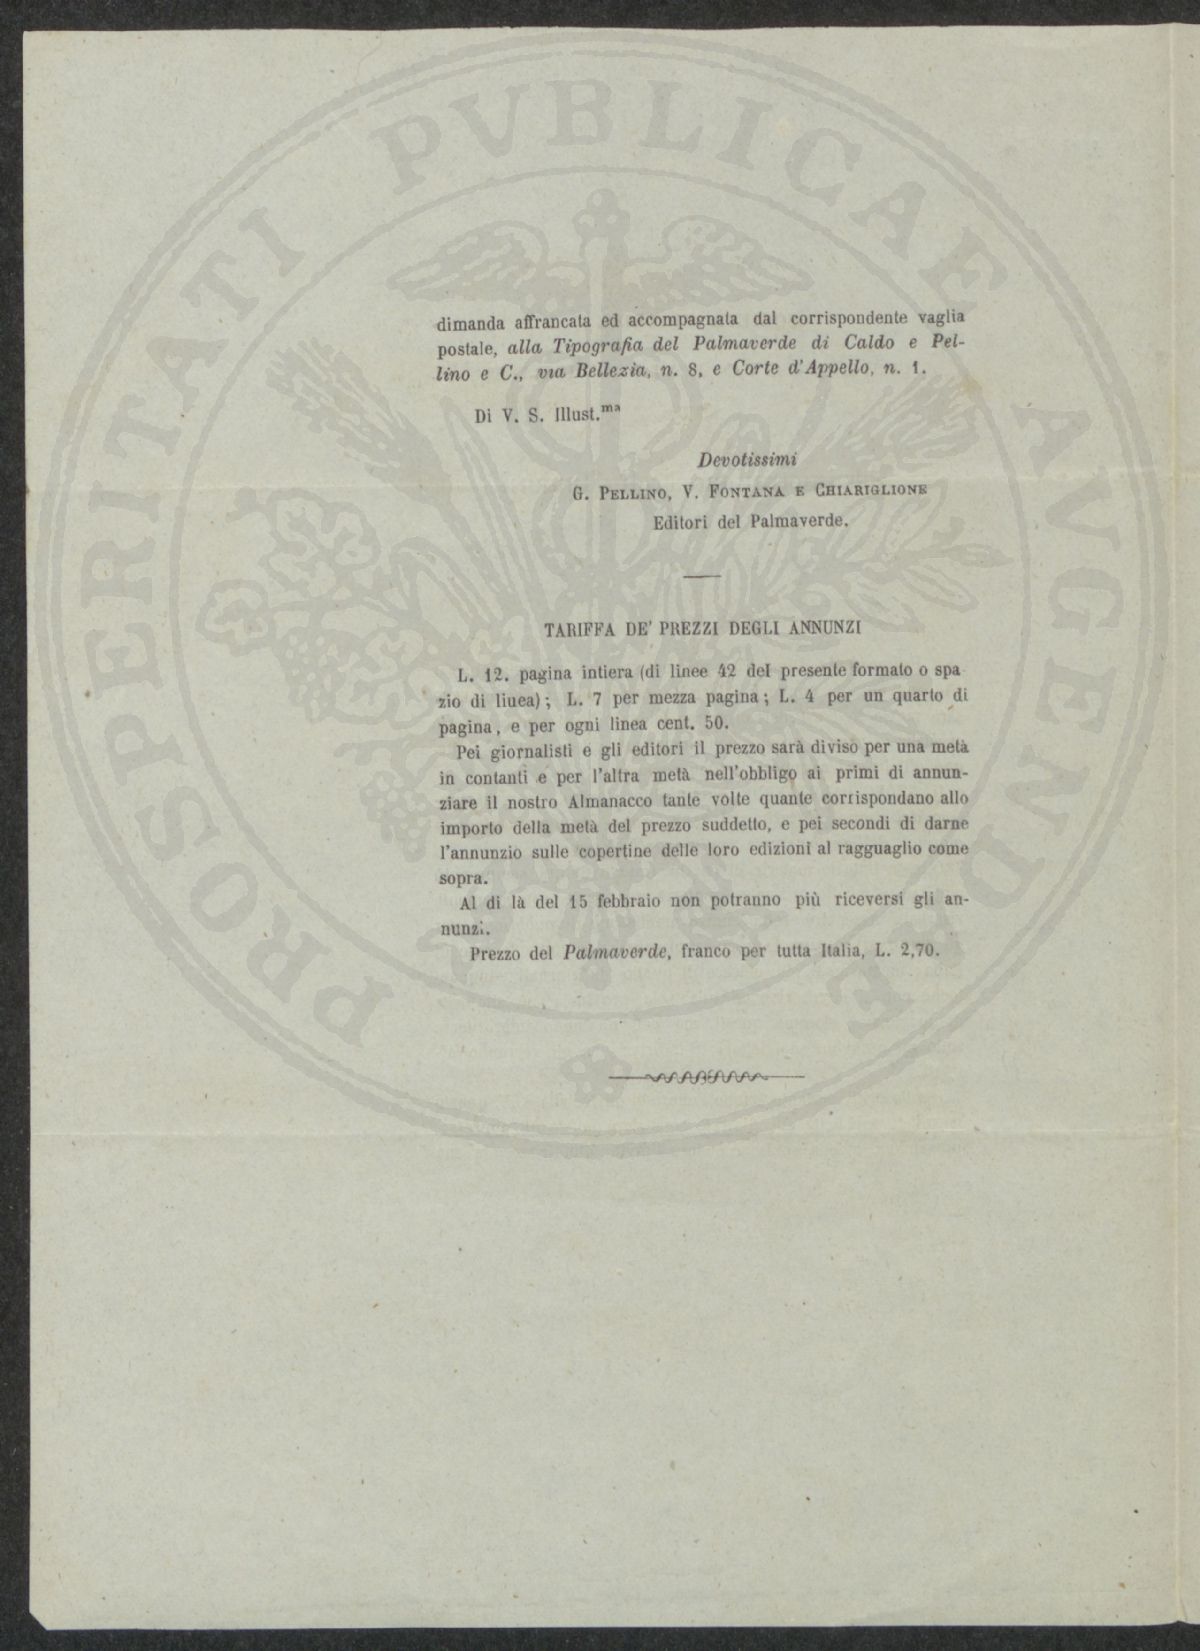 dimanda affrancata ed accompagnata dal corrispondente vaglia
postale, alla Tipografia del Palmaverde di Caldo e Pel-
lino e C., via Bellezia, n. 8, e Corte d'Appello, n. 1.
Di V. S. Illust.ma
Devotissimi
G. PELLINO, V. FONTANA E CHIARIGLIONE
Editori del Palmaverde.
TARIFFA DE' PREZZI DEGLI ANNUNZI
L. 12. pagina intiera (di linee 42 del presente formato o spa
zio di liuea); L. 7 per mezza pagina; L. 4 per un quarto di
pagina, e per ogni linea cent. 50.
Pei giornalisti e gli editori il prezzo sarà diviso per una metà
in contanti e per l'altra metà nell'obbligo ai primi di annun-
ziare il nostro Almanacco tante volte quante corrispondano allo
importo della metà del prezzo suddetto, e pei secondi di darne
l'annunzio sulle copertine delle loro edizioni al ragguaglio come
sopra.
Al di là del 15 febbraio non potranno più riceversi gli an-
nunzi.
Prezzo del Palmaverde, franco per tutta Italia, L. 2,70.
PROSPERITATI PVBLICAE AVGENDAE